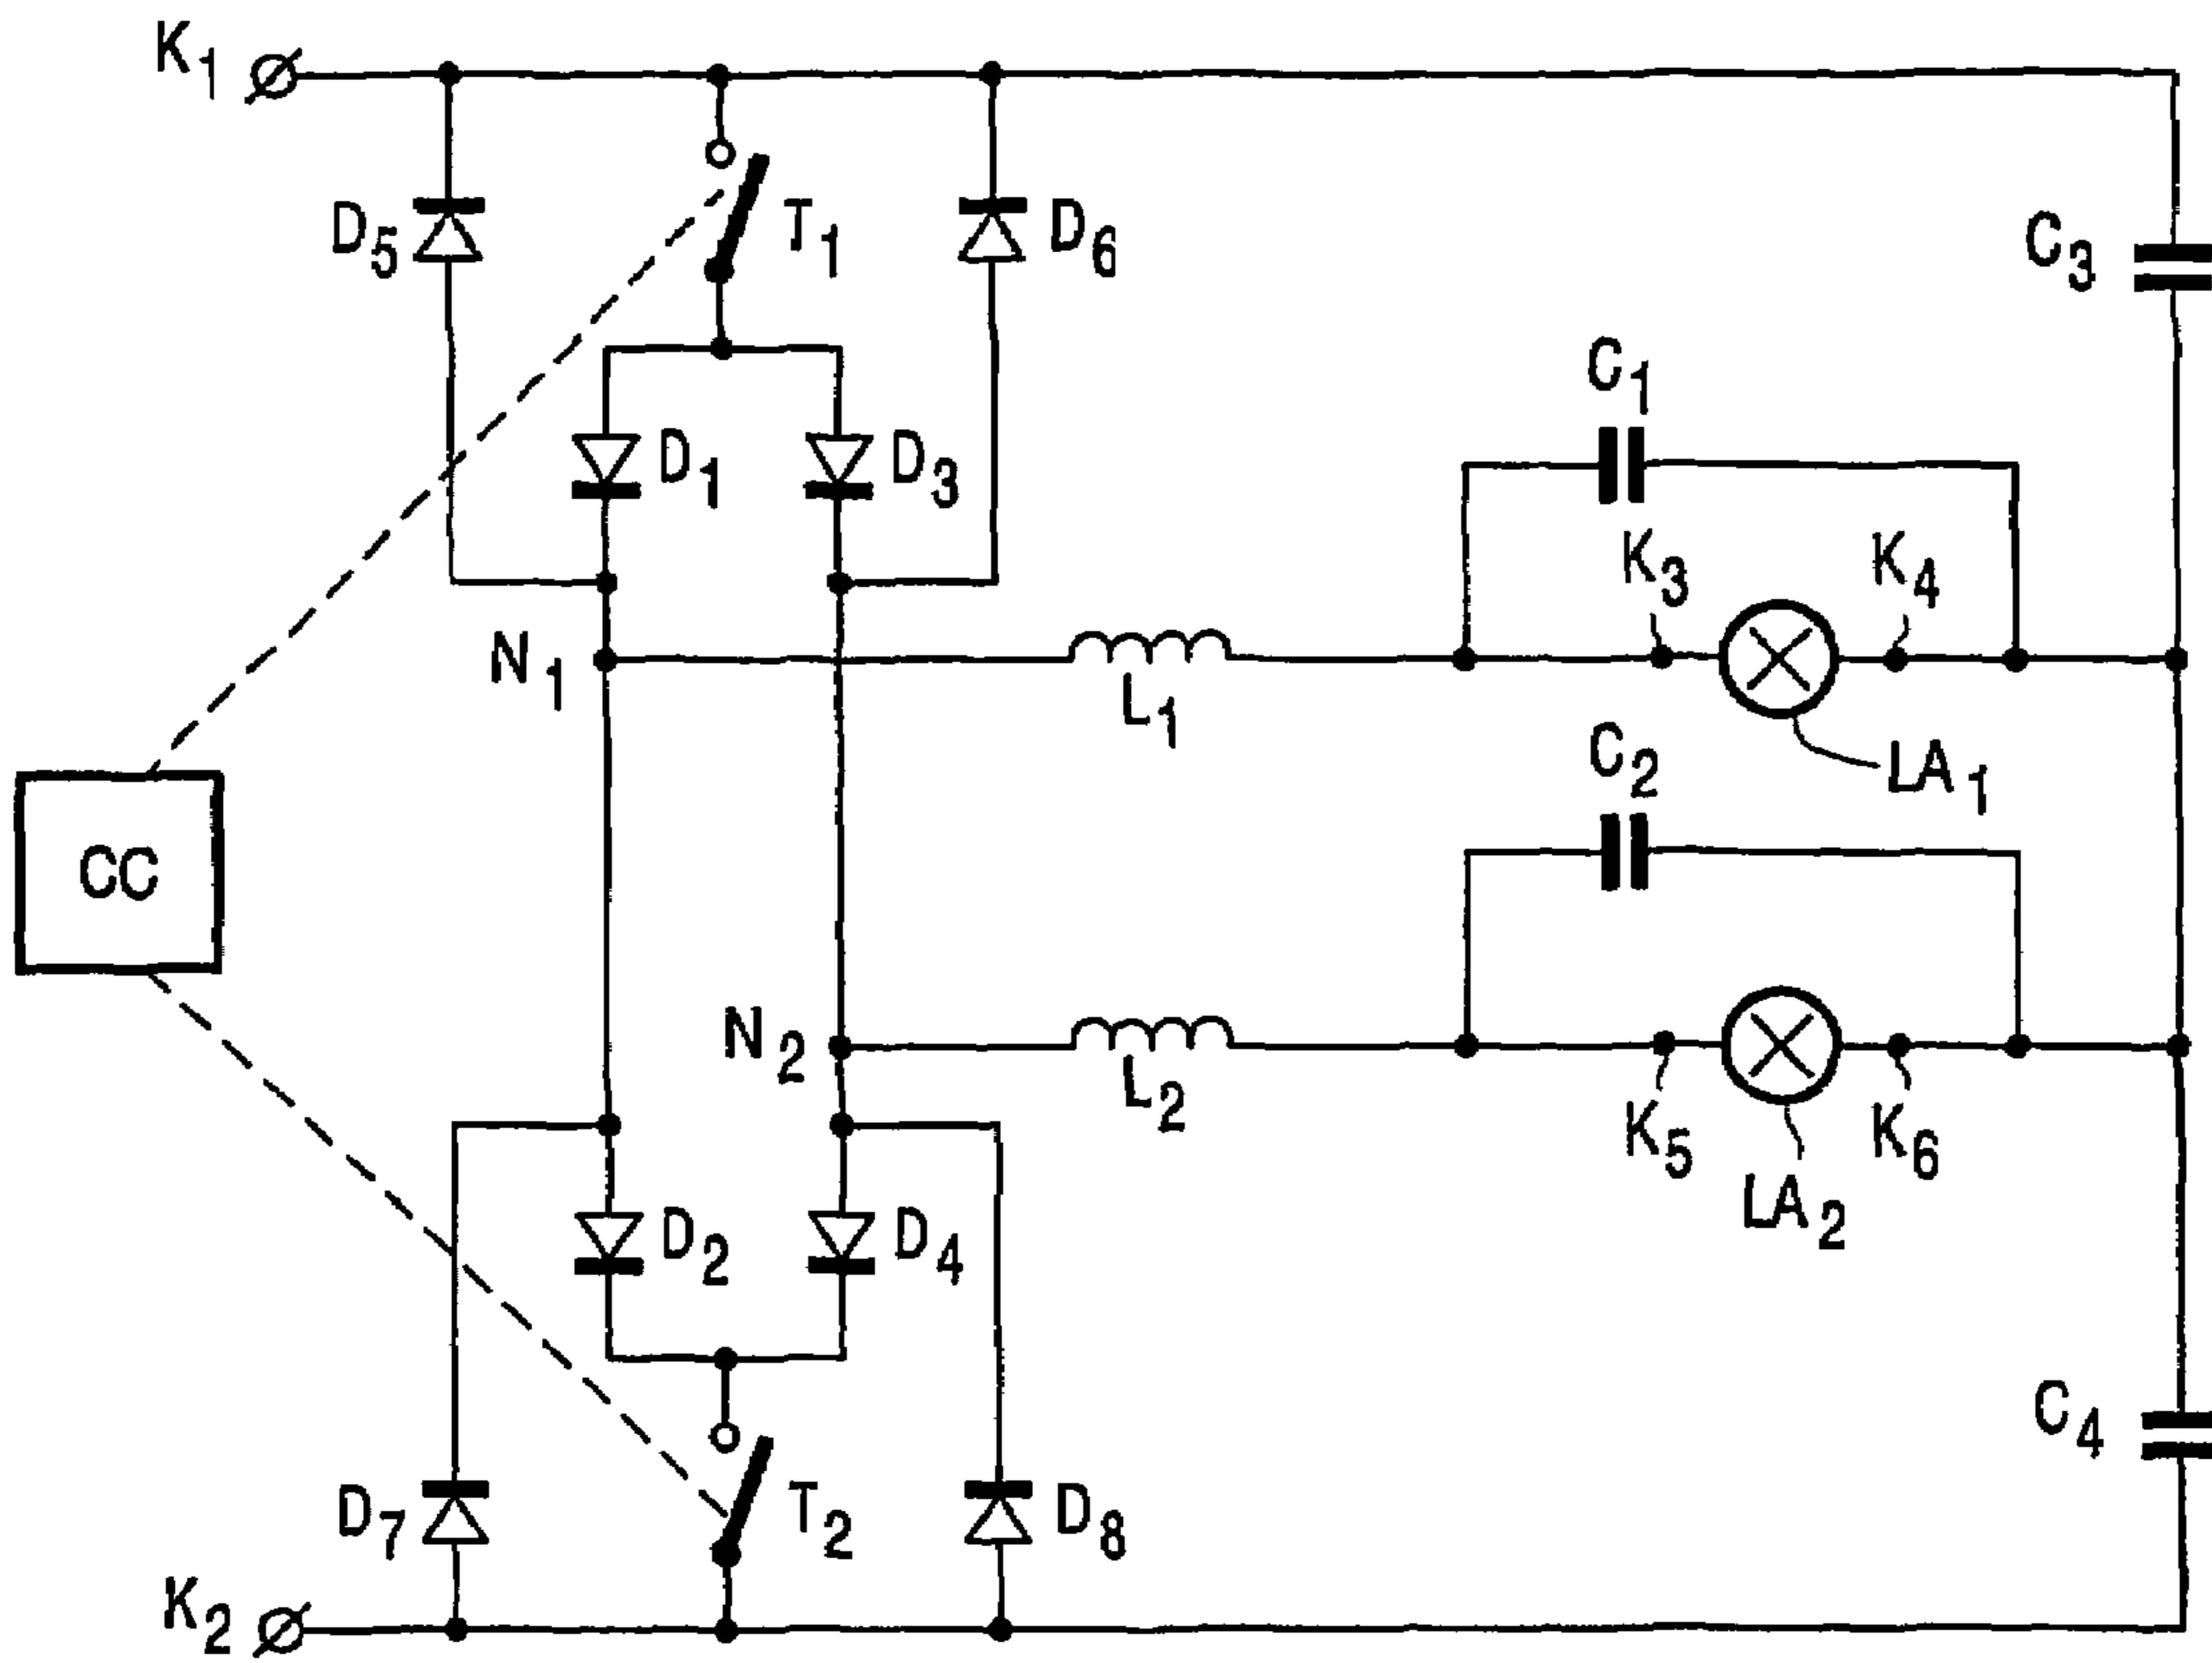 K1
D5
T1
D6
C3
C1
D1
D3
K3
K4
N1
L1
LA1
C2
CC
N2
L2
K5
K6
LA2
D2
D4
C4
D7
T2
D8
K2